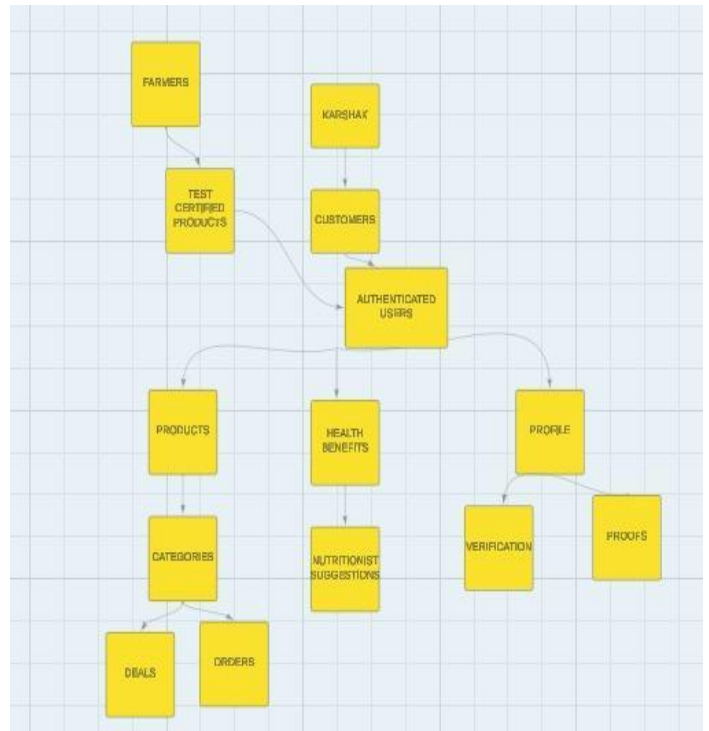 FARMERS
KARSHAK
TEST
CERTIFIED
PRODUCTS
CUSTOMERS
AUTHENTICATED
USERS
PRODUCTS
HEALTH
BENEFITS
PROFILE
VERIFICATION
PROOFS
CATEGORIES
NUTRITIONIST
SUGGESTIONS
DEALS
ORDERS